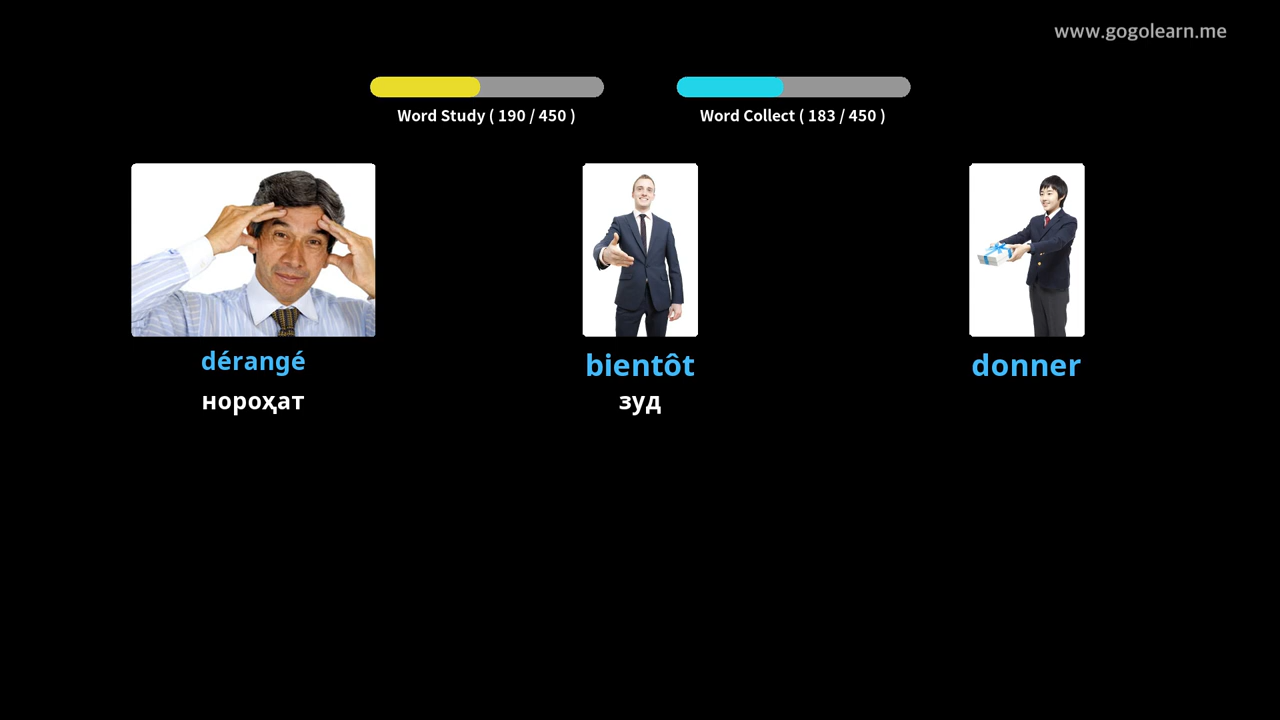 www.gogolearn.me
Word Study ( 190 / 450 )
Word Collect ( 183 / 450 )
dérangé
bientôt
donner
нороҳат
зуд